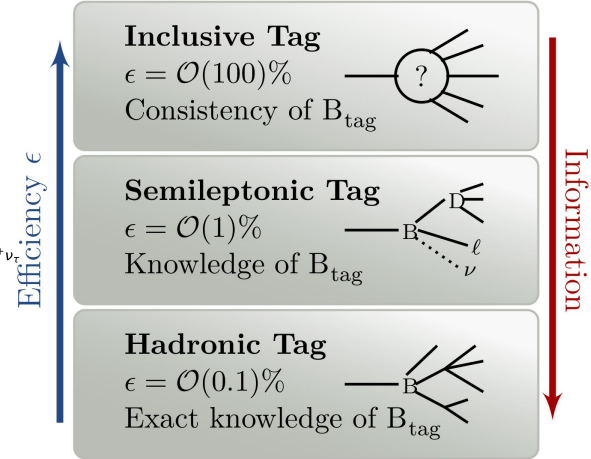 Inclusive Tag
ϵ = 𝒪(100)%
Consistency of B_tag
?
Semileptonic Tag
ϵ = 𝒪(1)%
Knowledge of B_tag
B
D
ℓ
ν
Hadronic Tag
ϵ = 𝒪(0.1)%
Exact knowledge of B_tag
B
Efficiency ϵ
Information
⁺ν_τ